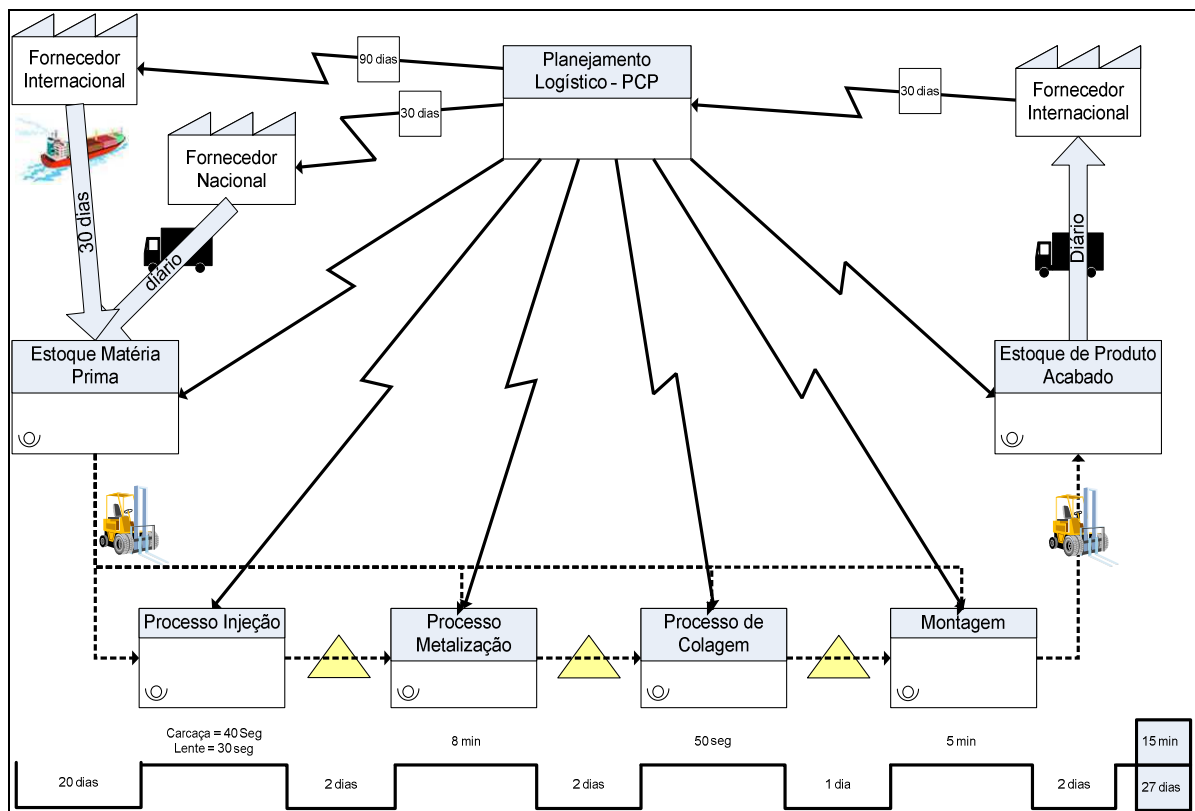 Fornecedor
Internacional
90 dias
Planejamento
Logístico - PCP
30 dias
Fornecedor
Internacional
30 dias
Fornecedor
Nacional
30 dias
diário
Diário
Estoque Matéria
Prima
Estoque de Produto
Acabado
Processo Injeção
Processo
Metalização
Processo de
Colagem
Montagem
Carcaça = 40 Seg
Lente = 30 seg
8 min
50 seg
5 min
15 min
20 dias
2 dias
2 dias
1 dia
2 dias
27 dias